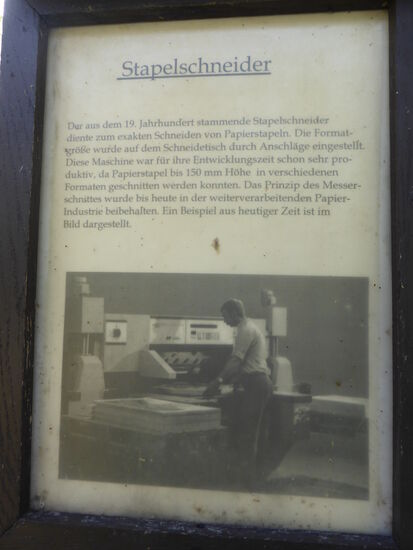 Stapelschneider
Der aus dem 19. Jahrhundert stammende Stapelschneider
diente zum exakten Schneiden von Papierstapeln. Die Format-
größe wurde auf dem Schneidetisch durch Anschläge eingestellt.
Diese Maschine war für ihre Entwicklungszeit schon sehr pro-
duktiv, da Papierstapel bis 150 mm Höhe in verschiedenen
Formaten geschnitten werden konnten. Das Prinzip des Messer-
schnittes wurde bis heute in der weiterverarbeitenden Papier-
Industrie beibehalten. Ein Beispiel aus heutiger Zeit ist im
Bild dargestellt.